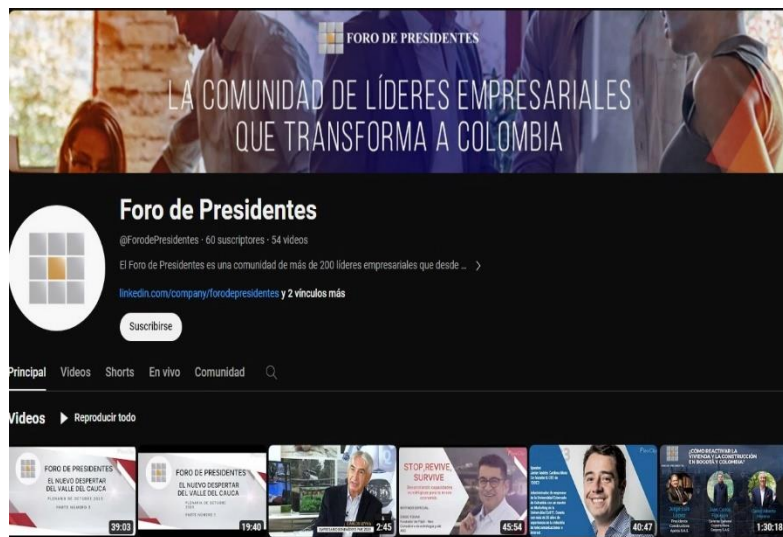 FORO DE PRESIDENTES
LA COMUNIDAD DE LÍDERES EMPRESARIALES
QUE TRANSFORMA A COLOMBIA
Foro de Presidentes
@ForodePresidentes · 60 suscriptores · 54 videos
El Foro de Presidentes es una comunidad de más de 200 líderes empresariales que desde ...
linkedin.com/company/forodepresidentes y 2 vínculos más
Suscribirse
Principal Videos Shorts En vivo Comunidad
Videos Reproducir todo
FORO DE PRESIDENTES
EL NUEVO DESPERTAR
DEL VALLE DEL CAUCA
39:03
FORO DE PRESIDENTES
EL NUEVO DESPERTAR
DEL VALLE DEL CAUCA
19:40
2:45
STOP, REVIVE,
SURVIVE
45:54
40:47
¿CÓMO REACTIVAR LA
VIVIENDA Y LA CONSTRUCCIÓN
EN BOGOTÁ Y COLOMBIA?
1:30:18